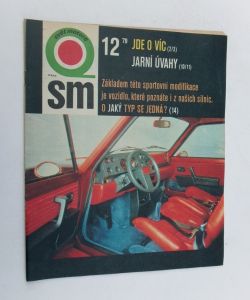 svět motorů
sm
12 79 JDE O VÍC (2/3)
JARNÍ ÚVAHY (10/11)
Základem této sportovní modifikace
je vozidlo, které poznáte i z našich silnic.
O JAKÝ TYP SE JEDNÁ? (14)